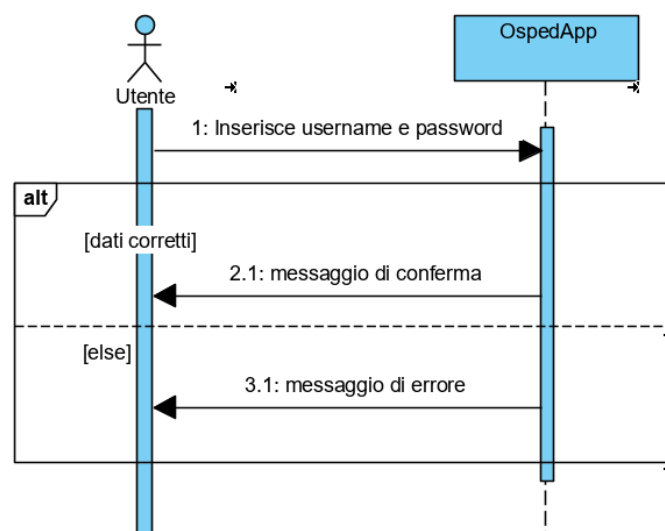 OspedApp
Utente
1: Inserisce username e password
alt
[dati corretti]
2.1: messaggio di conferma
[else]
3.1: messaggio di errore